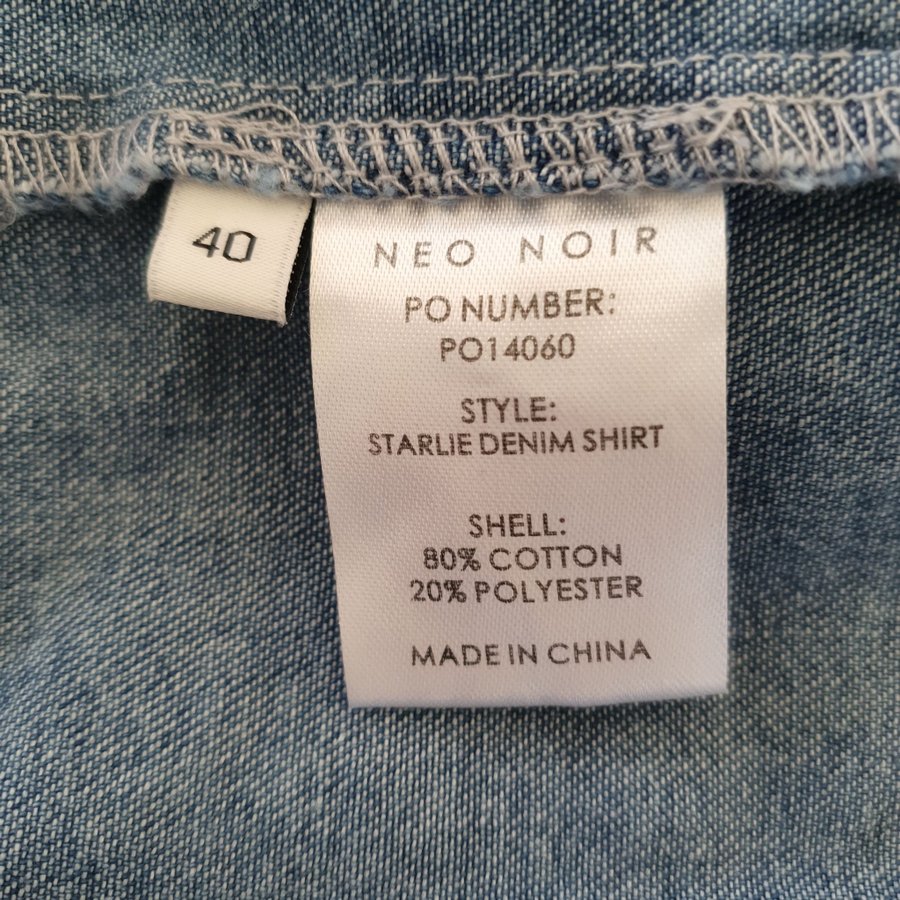 40
NEO NOIR
PO NUMBER:
PO14060
STYLE:
STARLIE DENIM SHIRT
SHELL:
80% COTTON
20% POLYESTER
MADE IN CHINA